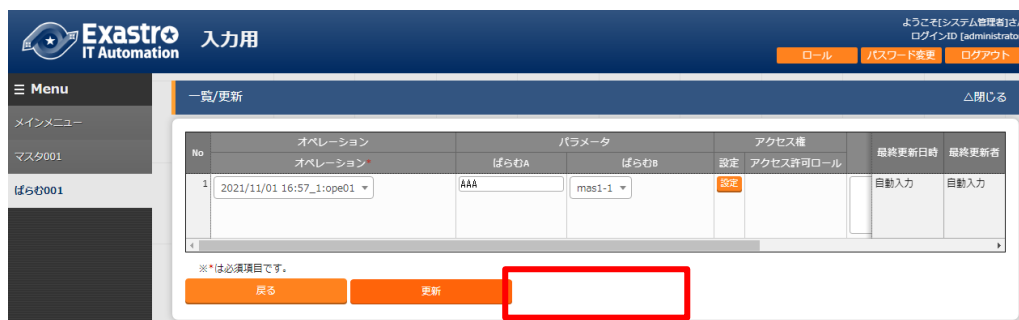 Exastro
IT Automation
入力用
ようこそ[システム管理者]さ
ログインID [administrato
ロール
パスワード変更
ログアウト
Menu
メインメニュー
マスタ001
ぱらむ001
一覧/更新
△閉じる
No
オペレーション
パラメータ
アクセス権
最終更新日時
最終更新者
オペレーション*
ぱらむA
ぱらむB
設定
アクセス許可ロール
1
2021/11/01 16:57_1:ope01
AAA
mas1-1
設定
自動入力
自動入力
※*は必須項目です。
戻る
更新